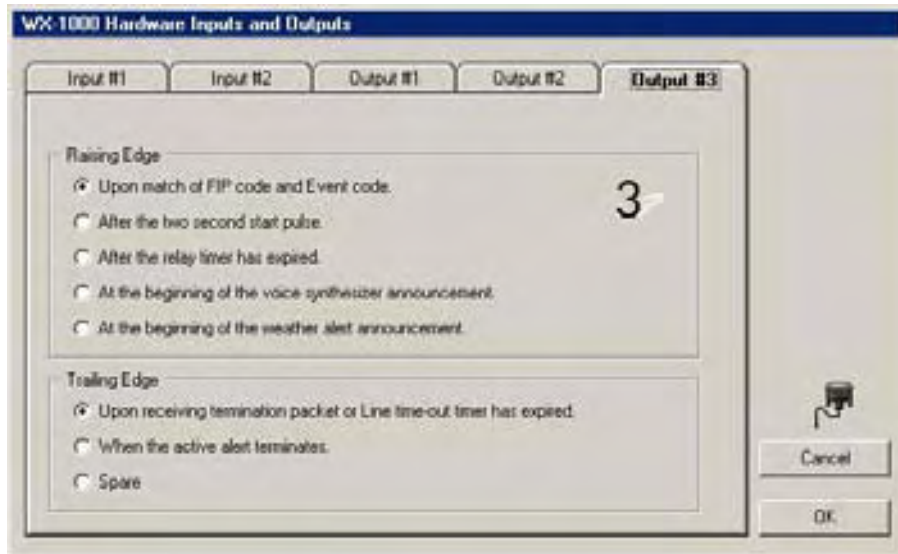 WX-1000 Hardware Inputs and Outputs
Input #1 Input #2 Output #1 Output #2 Output #3
Raising Edge
Upon match of FIP code and Event code.
3
After the two second start pulse.
After the relay timer has expired.
At the beginning of the voice synthesizer announcement.
At the beginning of the weather alert announcement.
Trailing Edge
Upon receiving termination packet or Line time-out timer has expired.
When the active alert terminates.
Spare
Cancel
OK